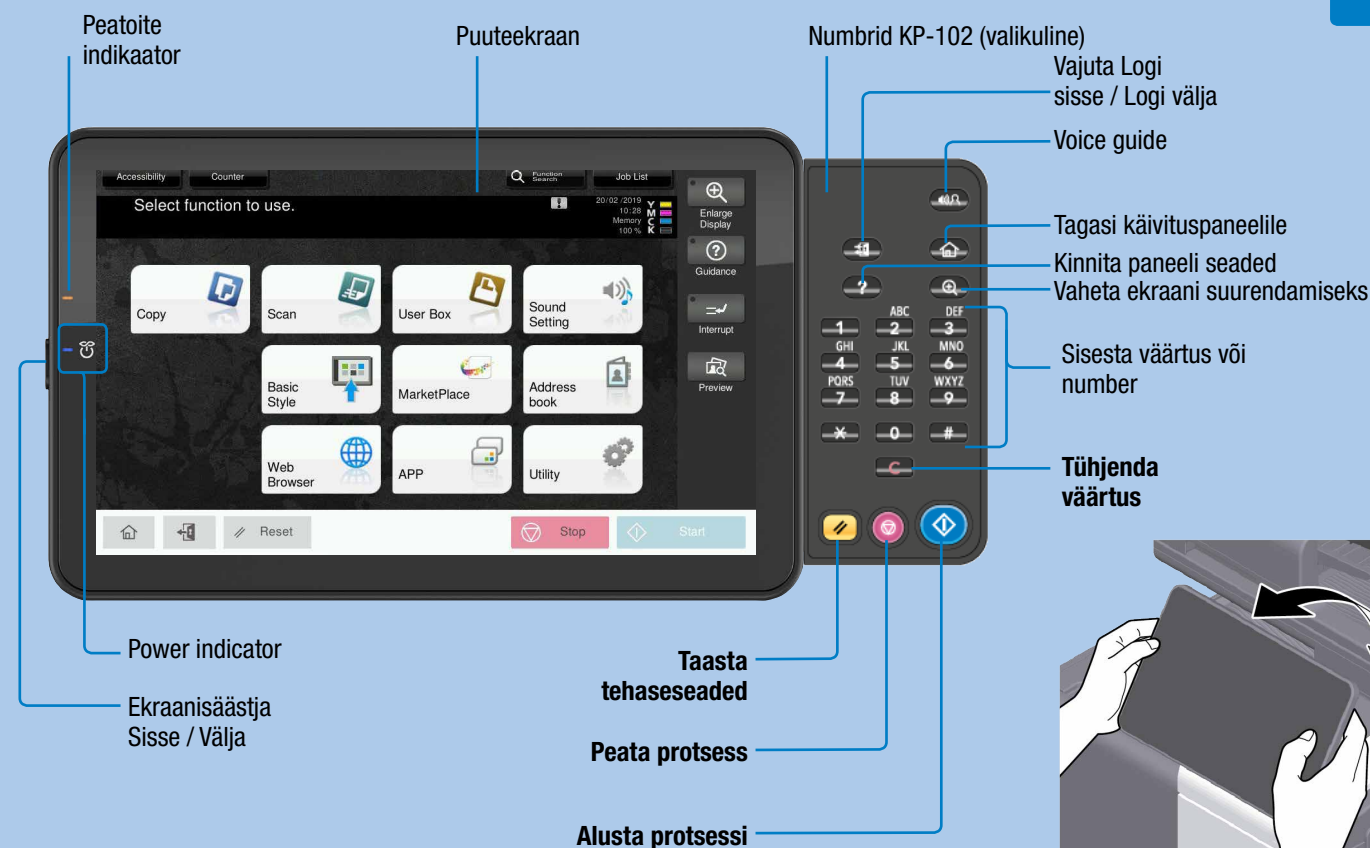 Peatoite
indikaator
Puuteekraan
Numbrid KP-102 (valikuline)
Vajuta Logi
sisse / Logi välja
Voice guide
Tagasi käivituspaneelile
Kinnita paneeli seaded
Vaheta ekraani suurendamiseks
Sisesta väärtus või
number
Tühjenda
väärtus
Accessibility
Counter
Function
Search
Job List
Select function to use.
20/02 /2019
10:28
Memory
100 %
Y
M
C
K
Enlarge
Display
Guidance
Interrupt
Preview
Copy
Scan
User Box
Sound
Setting
Basic
Style
MarketPlace
Address
book
Web
Browser
APP
Utility
Reset
Stop
Start
?
ABC DEF
1 2 3
GHI JKL MNO
4 5 6
PQRS TUV WXYZ
7 8 9
* 0 #
C
Power indicator
Ekraanisäästja
Sisse / Välja
Taasta
tehaseseaded
Peata protsess
Alusta protsessi